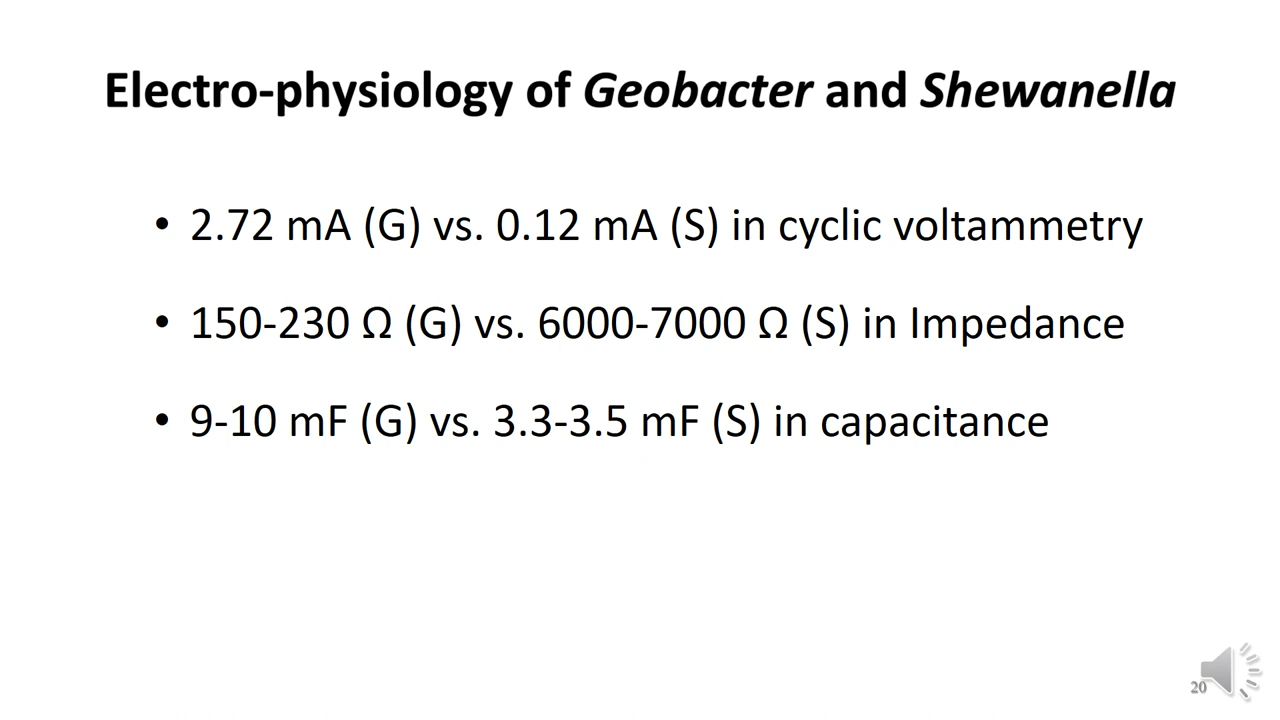 Electro-physiology of Geobacter and Shewanella
• 2.72 mA (G) vs. 0.12 mA (S) in cyclic voltammetry
• 150-230 Ω (G) vs. 6000-7000 Ω (S) in Impedance
• 9-10 mF (G) vs. 3.3-3.5 mF (S) in capacitance
20